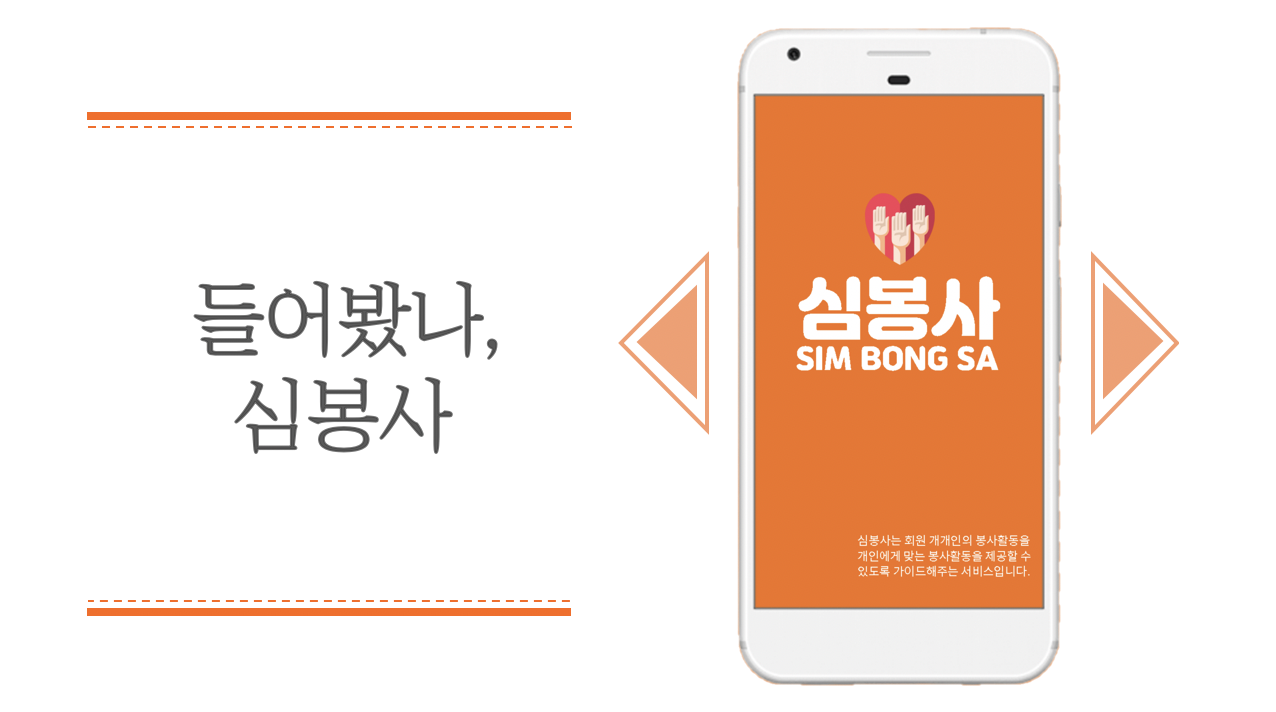 들어봤나,
심봉사
심봉사
SIM BONG SA
심봉사는 회원 개개인의 봉사활동을
개인에게 맞는 봉사활동을 제공할 수
있도록 가이드해주는 서비스입니다.